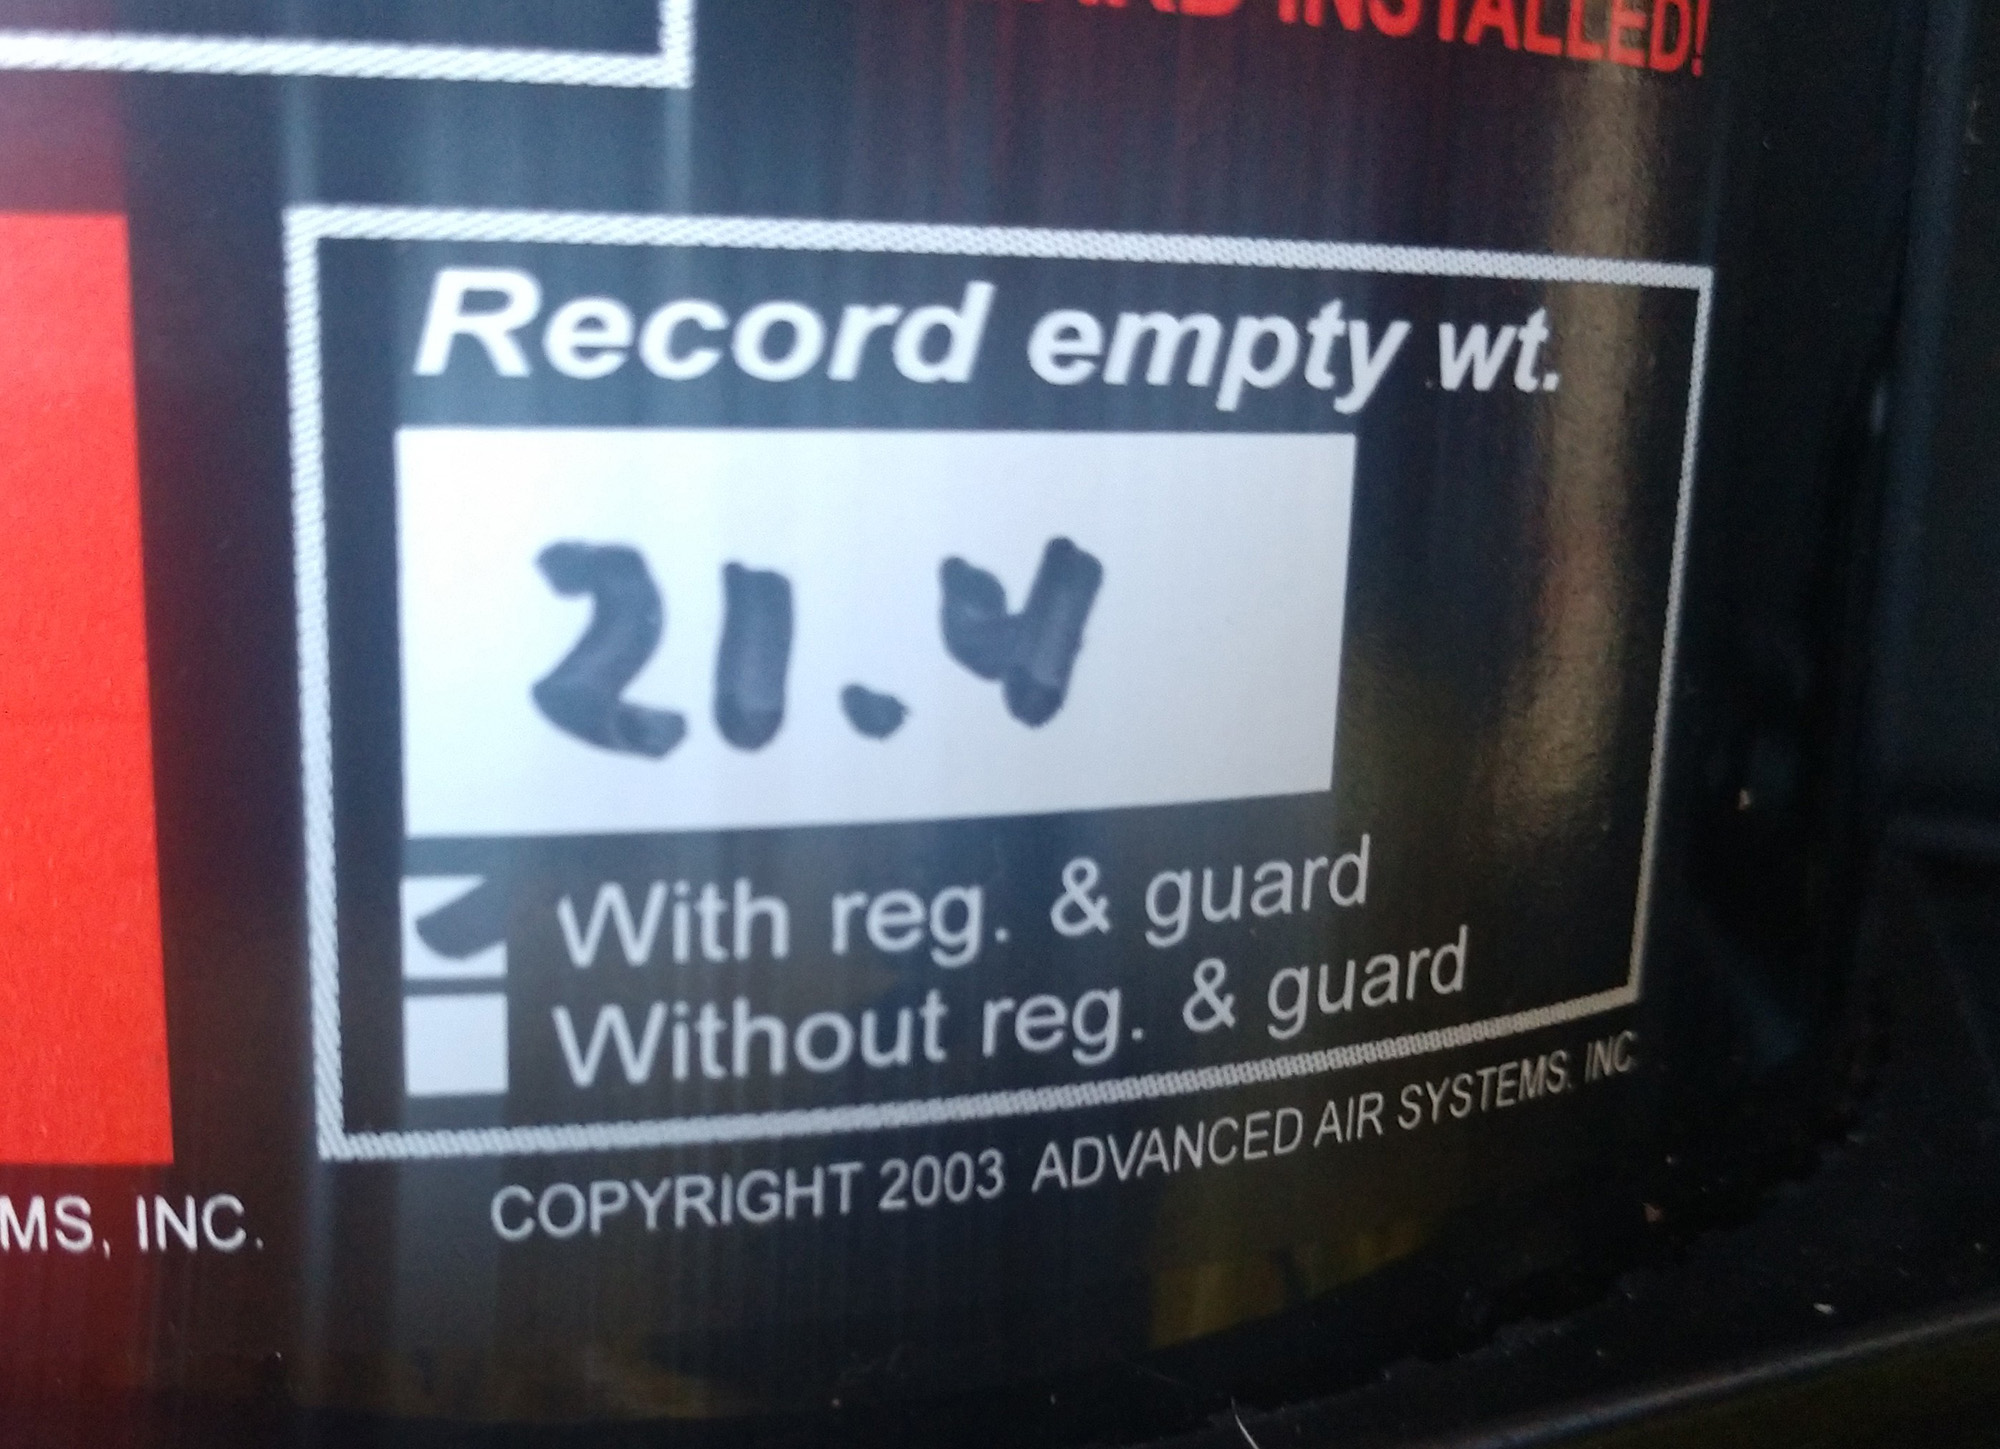 INSTALLED!
Record empty wt.
21.4
With reg. & guard
Without reg. & guard
COPYRIGHT 2003 ADVANCED AIR SYSTEMS, INC
MS, INC.